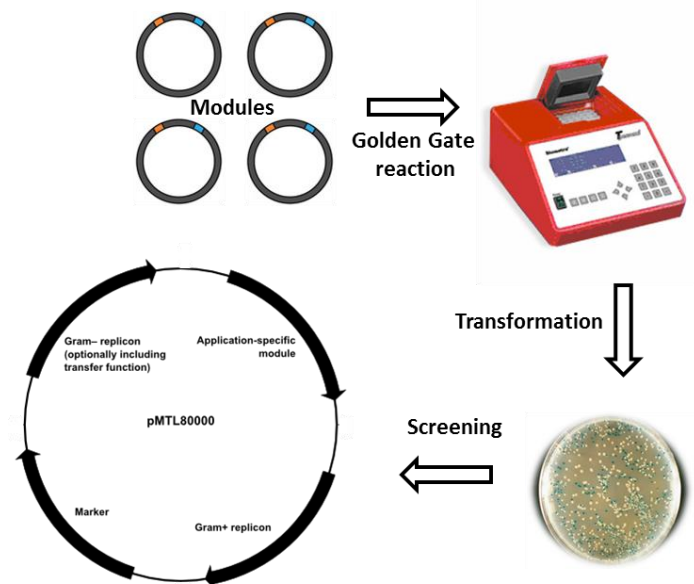 Modules
Golden Gate
reaction
Biometra
Transformation
Screening
Gram– replicon
(optionally including
transfer function)
Application-specific
module
pMTL80000
Marker
Gram+ replicon